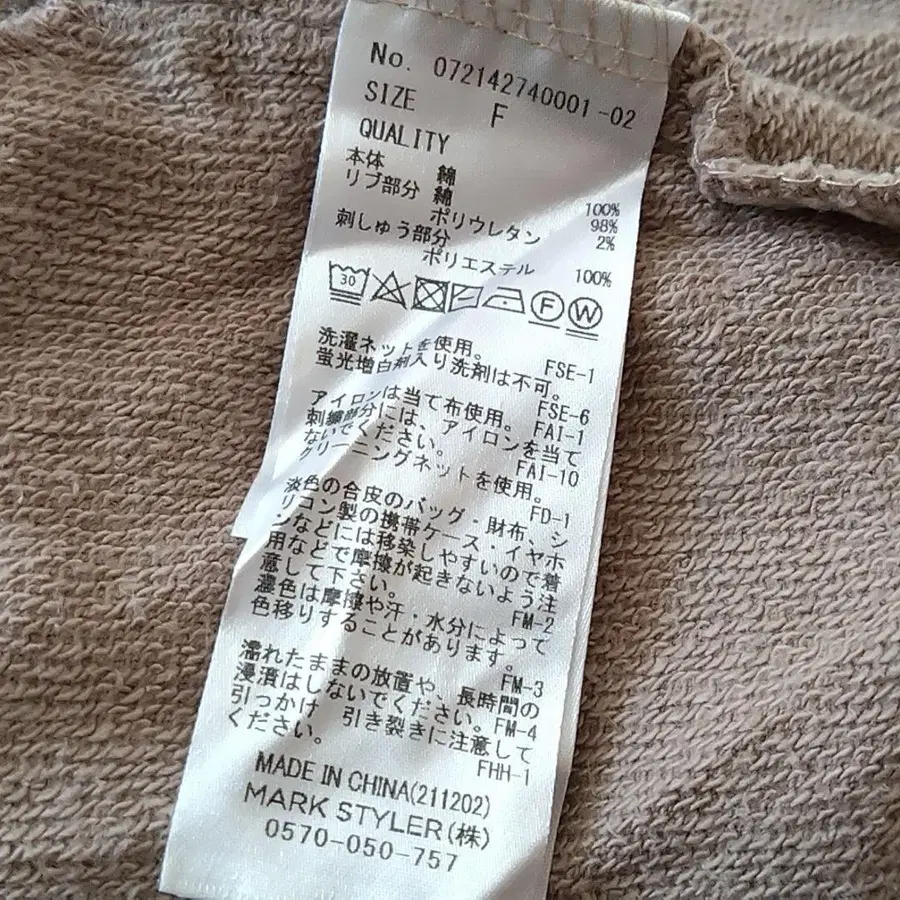 No. 072142740001-02
SIZE F
QUALITY
本体 綿 100%
リブ部分 綿 98%
ポリウレタン 2%
刺しゅう部分
ポリエステル 100%
30 F W
洗濯ネットを使用。 FSE-1
蛍光増白剤入り洗剤は不可。
FSE-6
アイロンは当て布使用。 FAI-1
刺繍部分には、アイロンを当て
ないでください。 FAI-10
クリーニングネットを使用。
FD-1
淡色の合皮のバッグ・財布、シ
リコン製の携帯ケース・イヤホ
ンなどには移染しやすいので着
用などで摩擦が起きないよう注
意して下さい。 FM-2
濃色は摩擦や汗・水分によって
色移りすることがあります。
FM-3
濡れたままの放置や、長時間の
浸漬はしないでください。 FM-4
引っかけ 引き裂きに注意して
ください。 FHH-1
MADE IN CHINA(211202)
MARK STYLER(株)
0570-050-757